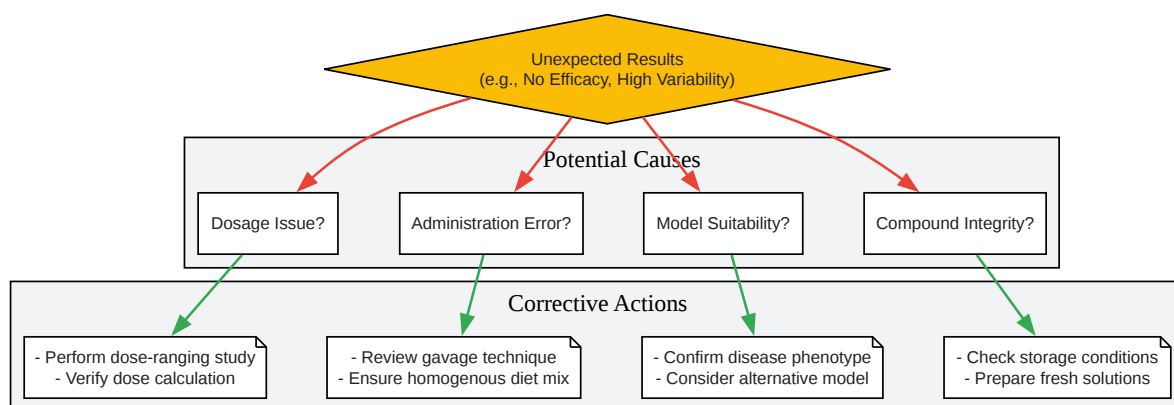 Unexpected Results
(e.g., No Efficacy, High Variability)
Potential Causes
Dosage Issue?
Administration Error?
Model Suitability?
Compound Integrity?
Corrective Actions
- Perform dose-ranging study
- Verify dose calculation
- Review gavage technique
- Ensure homogenous diet mix
- Confirm disease phenotype
- Consider alternative model
- Check storage conditions
- Prepare fresh solutions